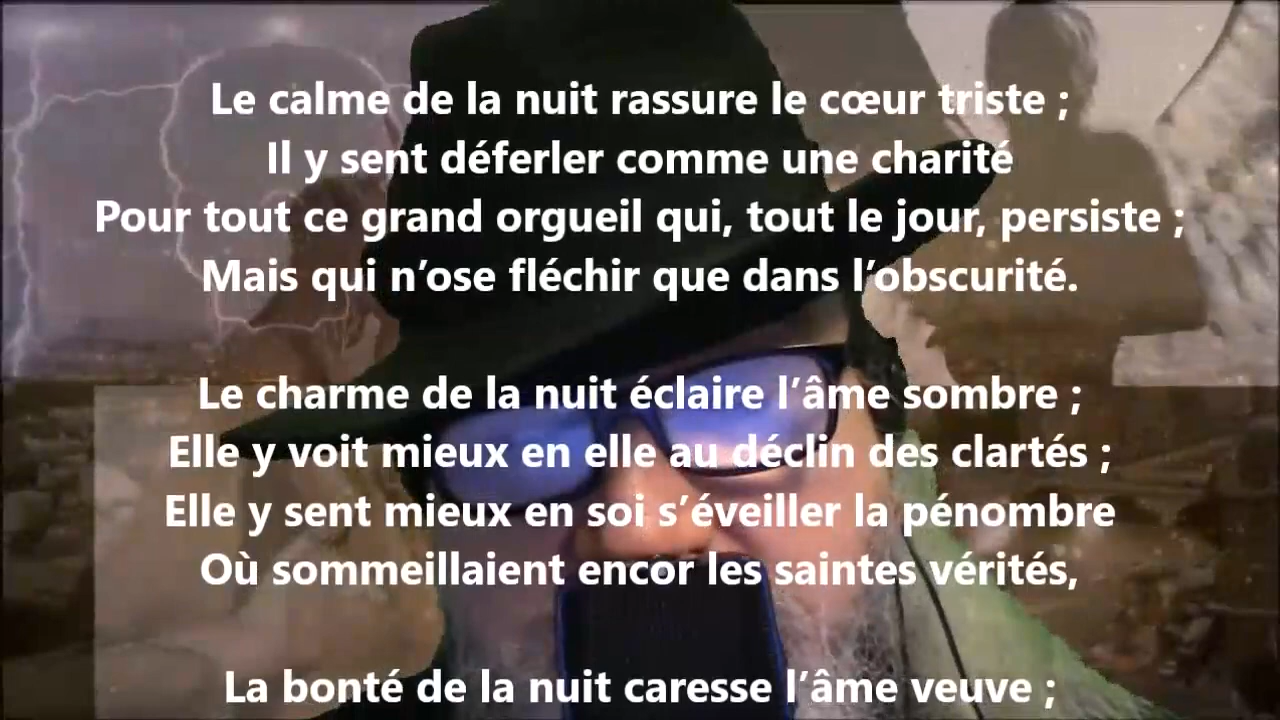 Le calme de la nuit rassure le cœur triste ;
Il y sent déferler comme une charité
Pour tout ce grand orgueil qui, tout le jour, persiste ;
Mais qui n’ose fléchir que dans l’obscurité.
Le charme de la nuit éclaire l’âme sombre ;
Elle y voit mieux en elle au déclin des clartés ;
Elle y sent mieux en soi s’éveiller la pénombre
Où sommeillaient encor les saintes vérités,
La bonté de la nuit caresse l’âme veuve ;